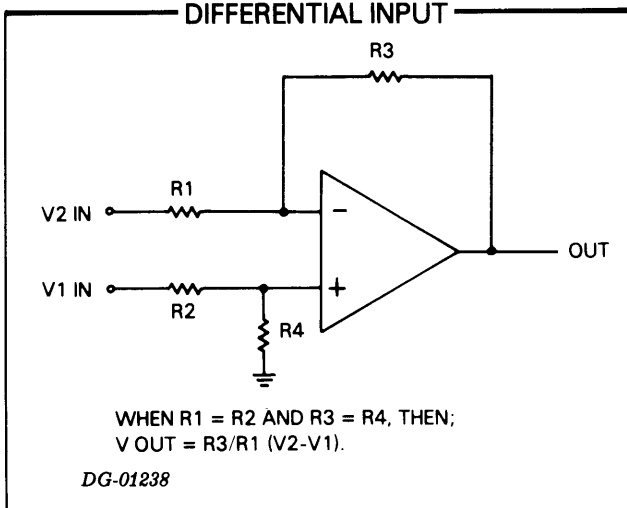 DIFFERENTIAL INPUT
R3
R1
V2 IN
−
OUT
V1 IN
+
R2
R4
WHEN R1 = R2 AND R3 = R4, THEN;
V OUT = R3/R1 (V2-V1).
DG-01238